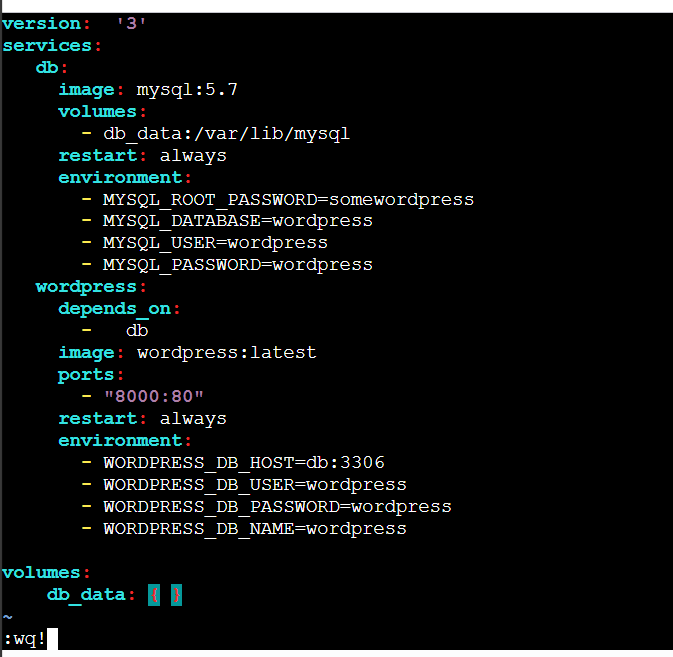 version:  '3'
services:
   db:
     image: mysql:5.7
     volumes:
       - db_data:/var/lib/mysql
     restart: always
     environment:
       - MYSQL_ROOT_PASSWORD=somewordpress
       - MYSQL_DATABASE=wordpress
       - MYSQL_USER=wordpress
       - MYSQL_PASSWORD=wordpress
   wordpress:
     depends_on:
       -   db
     image: wordpress:latest
     ports:
       - "8000:80"
     restart: always
     environment:
       - WORDPRESS_DB_HOST=db:3306
       - WORDPRESS_DB_USER=wordpress
       - WORDPRESS_DB_PASSWORD=wordpress
       - WORDPRESS_DB_NAME=wordpress

volumes:
    db_data: { }
~
:wq!